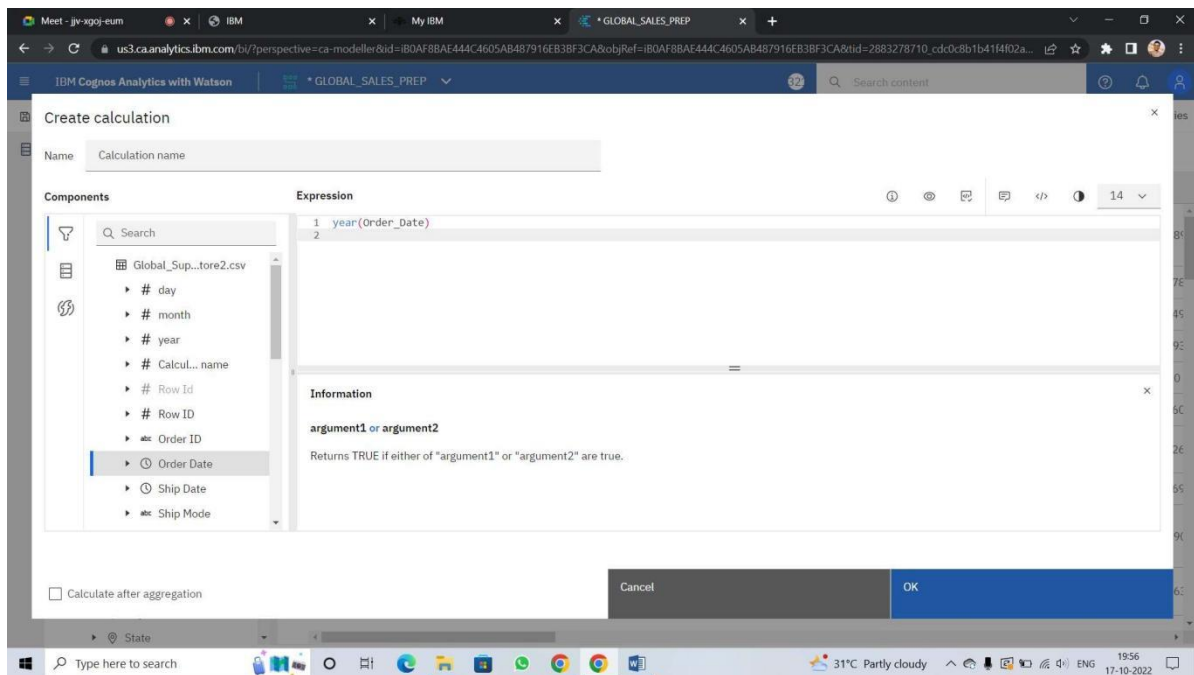 Meet - jjv-xgoj-eum
IBM
My IBM
* GLOBAL_SALES_PREP
us3.ca.analytics.ibm.com/bi/?perspective=ca-modeller&id=iB0AF8BAE444C4605AB487916EB3BF3CA&objRef=iB0AF8BAE444C4605AB487916EB3BF3CA&tid=2883278710_cdc0c8b1b41f4f02a...
IBM Cognos Analytics with Watson
* GLOBAL_SALES_PREP
32
Search content
Create calculation
ies
Name
Calculation name
Components
Expression
14
Search
1 year(Order_Date)
2
Global_Sup...tore2.csv
# day
# month
# year
# Calcul... name
# Row Id
Information
# Row ID
argument1 or argument2
abc Order ID
Returns TRUE if either of "argument1" or "argument2" are true.
Order Date
Ship Date
abc Ship Mode
Calculate after aggregation
Cancel
OK
State
Type here to search
31°C Partly cloudy
ENG
19:56
17-10-2022